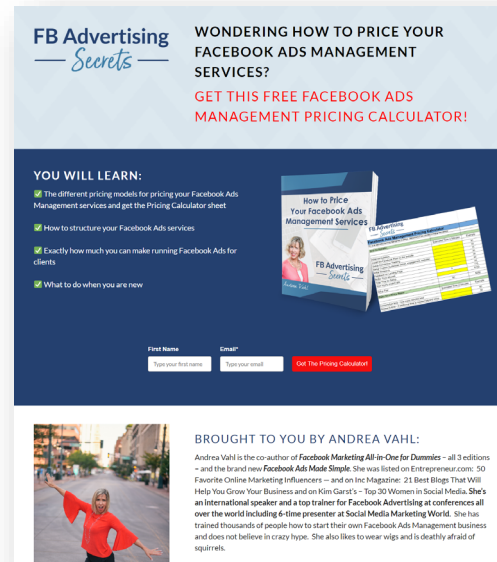 FB Advertising
Secrets
WONDERING HOW TO PRICE YOUR
FACEBOOK ADS MANAGEMENT
SERVICES?
GET THIS FREE FACEBOOK ADS
MANAGEMENT PRICING CALCULATOR!
YOU WILL LEARN:
✅ The different pricing models for pricing your Facebook Ads
Management services and get the Pricing Calculator sheet
✅ How to structure your Facebook Ads services
✅ Exactly how much you can make running Facebook Ads for
clients
✅ What to do when you are new
How to Price
Your Facebook Ads
Management Services
FB Advertising
Secrets
Andrea Vahl
FB Advertising
Secrets
First Name
Email*
Type your first name
Type your email
Get The Pricing Calculator!
BROUGHT TO YOU BY ANDREA VAHL:
Andrea Vahl is the co-author of Facebook Marketing All-in-One for Dummies – all 3 editions
– and the brand new Facebook Ads Made Simple. She was listed on Entrepreneur.com: 50
Favorite Online Marketing Influencers — and on Inc Magazine: 21 Best Blogs That Will
Help You Grow Your Business and on Kim Garst's – Top 30 Women in Social Media. She's
an international speaker and a top trainer for Facebook Advertising at conferences all
over the world including 6-time presenter at Social Media Marketing World. She has
trained thousands of people how to start their own Facebook Ads Management business
and does not believe in crazy hype. She also likes to wear wigs and is deathly afraid of
squirrels.